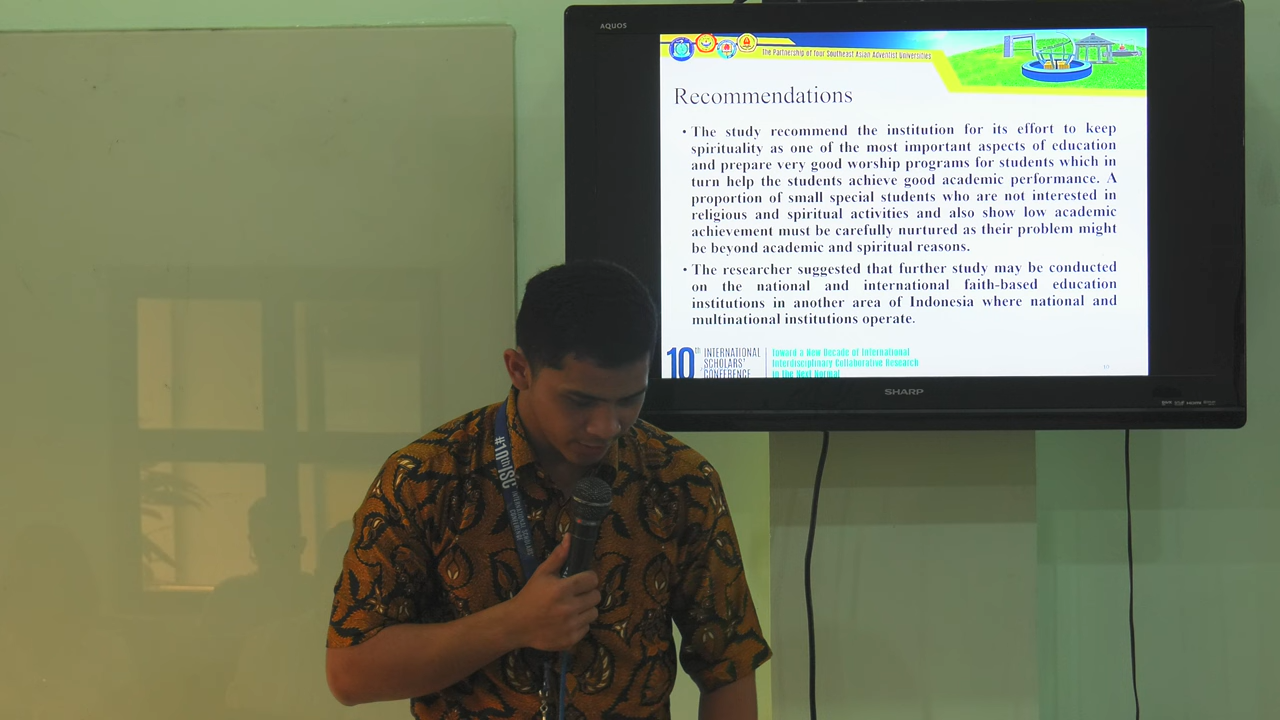 AQUOS
The Partnership of Four Southeast Asian Adventist Universities
Recommendations
• The study recommend the institution for its effort to keep
spirituality as one of the most important aspects of education
and prepare very good worship programs for students which in
turn help the students achieve good academic performance. A
proportion of small special students who are not interested in
religious and spiritual activities and also show low academic
achievement must be carefully nurtured as their problem might
be beyond academic and spiritual reasons.
• The researcher suggested that further study may be conducted
on the national and international faith-based education
institutions in another area of Indonesia where national and
multinational institutions operate.
10th INTERNATIONAL
SCHOLARS'
CONFERENCE
Toward a New Decade of International
Interdisciplinary Collaborative Research
in the Next Normal
SHARP
HDMI
#10thISC